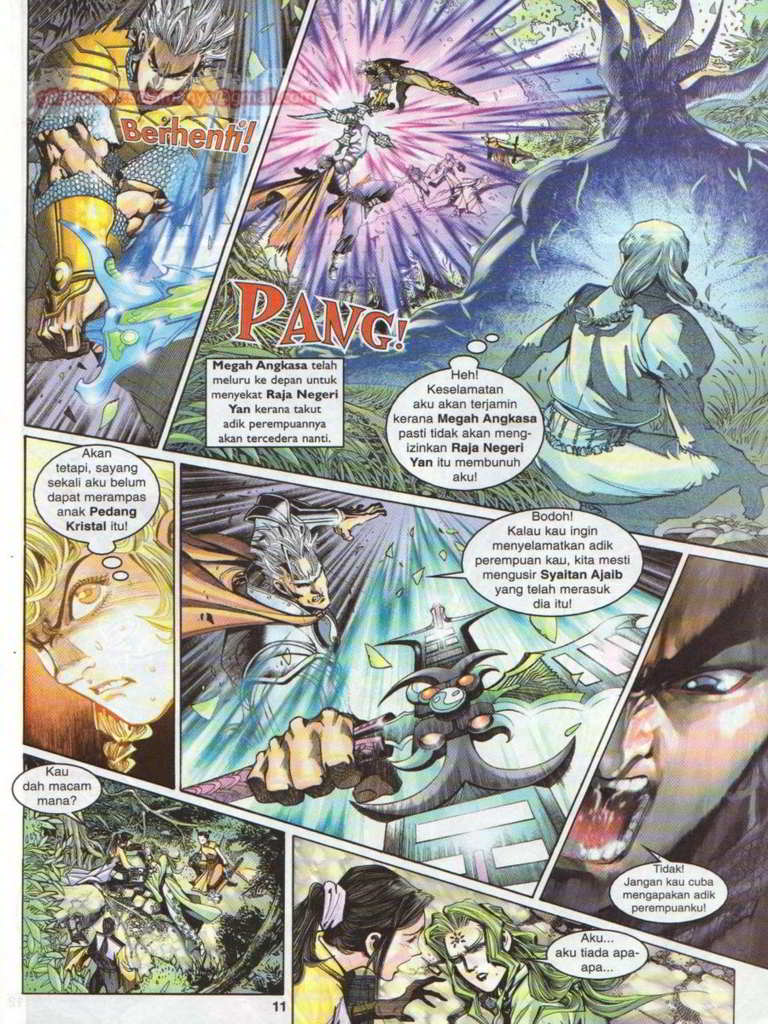 Berhenti!
PANG!
Megah Angkasa telah
meluru ke depan untuk
menyekat Raja Negeri
Yan kerana takut
adik perempuannya
akan tercedera nanti.
Heh!
Keselamatan
aku akan terjamin
kerana Megah Angkasa
pasti tidak akan meng-
izinkan Raja Negeri
Yan itu membunuh
aku!
Akan
tetapi, sayang
sekali aku belum
dapat merampas
anak Pedang
Kristal itu!
Bodoh!
Kalau kau ingin
menyelamatkan adik
perempuan kau, kita mesti
mengusir Syaitan Ajaib
yang telah merasuk
dia itu!
Tidak!
Jangan kau cuba
mengapakan adik
perempuanku!
Kau
dah macam
mana?
Aku...
aku tiada apa-
apa...
11